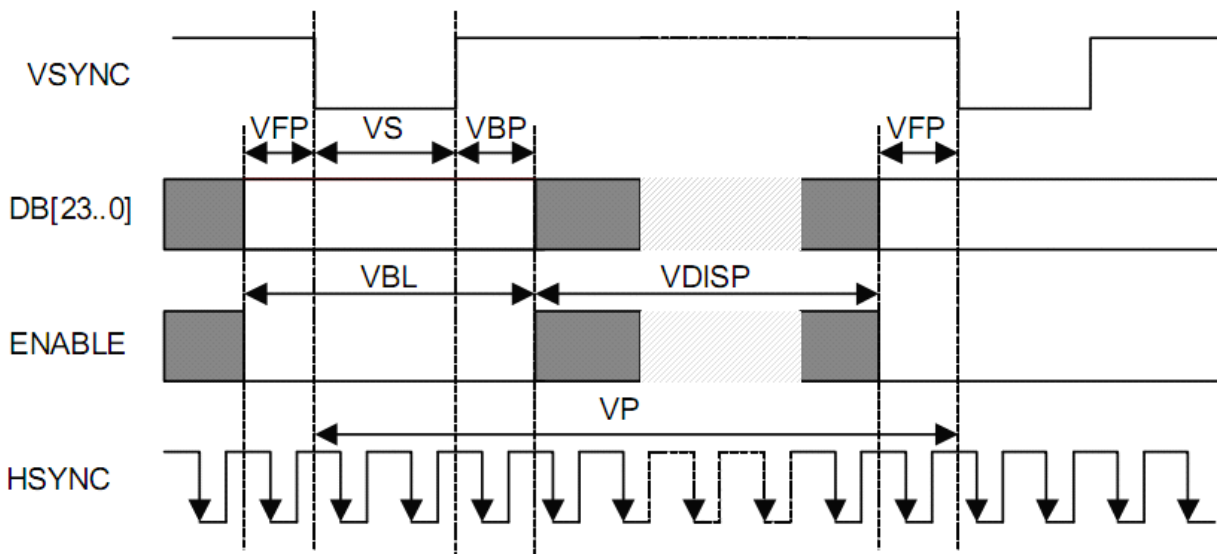 VSYNC
VFP VS VBP VFP
DB[23..0]
VBL VDISP
ENABLE
VP
HSYNC